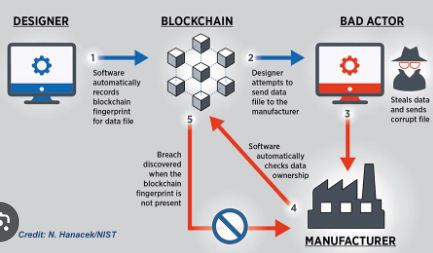 DESIGNER
BLOCKCHAIN
BAD ACTOR
1
Software
automatically
records
blockchain
fingerprint
for data file
2
Designer
attempts to
send data
fiile to the
manufacturer
Steals data
and sends
corrupt file
3
5
Breach
discovered
when the
blockchain
fingerprint is
not present
Software
automatically
checks data
ownership
4
MANUFACTURER
Credit: N. Hanacek/NIST